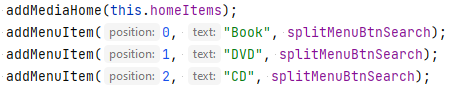 addMediaHome(this.homeItems);
addMenuItem( position: 0, text: "Book", splitMenuBtnSearch);
addMenuItem( position: 1, text: "DVD", splitMenuBtnSearch);
addMenuItem( position: 2, text: "CD", splitMenuBtnSearch);